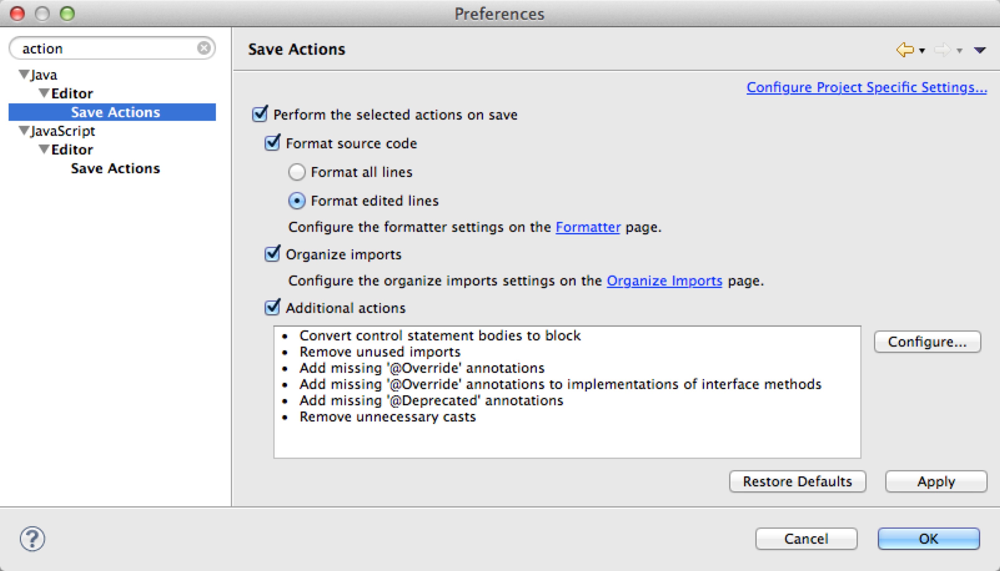 Preferences
action
Java
Editor
Save Actions
JavaScript
Editor
Save Actions
Save Actions
Configure Project Specific Settings...
Perform the selected actions on save
Format source code
Format all lines
Format edited lines
Configure the formatter settings on the Formatter page.
Organize imports
Configure the organize imports settings on the Organize Imports page.
Additional actions
• Convert control statement bodies to block
• Remove unused imports
• Add missing '@Override' annotations
• Add missing '@Override' annotations to implementations of interface methods
• Add missing '@Deprecated' annotations
• Remove unnecessary casts
Configure...
Restore Defaults Apply
? Cancel OK